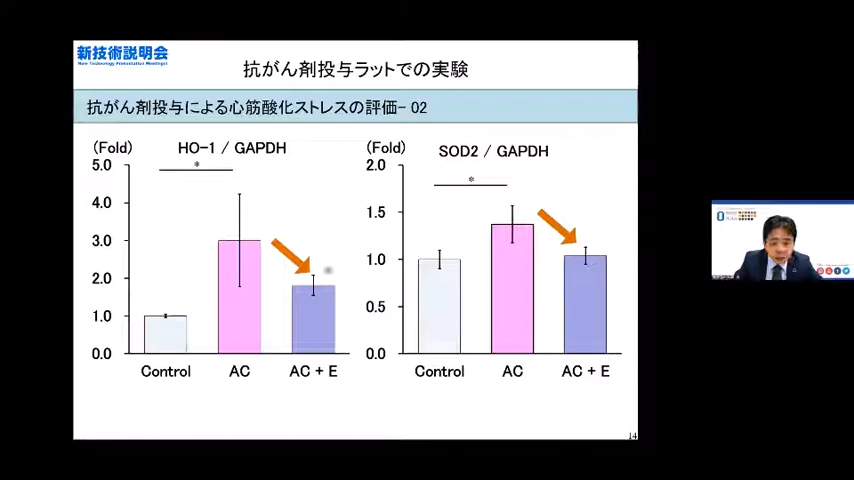 新技術説明会
New Technology Presentation Meetings!
抗がん剤投与ラットでの実験
抗がん剤投与による心筋酸化ストレスの評価- 02
(Fold)
HO-1 / GAPDH
*
5.0
4.0
3.0
2.0
1.0
0.0
Control
AC
AC + E
(Fold)
SOD2 / GAPDH
*
2.0
1.5
1.0
0.5
0.0
Control
AC
AC + E
14